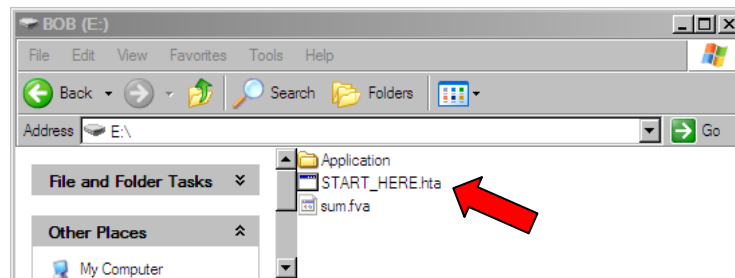 BOB (E:)
File Edit View Favorites Tools Help
Back Search Folders
Address E:\ Go
Application
File and Folder Tasks START_HERE.hta
sum.fva
Other Places
My Computer